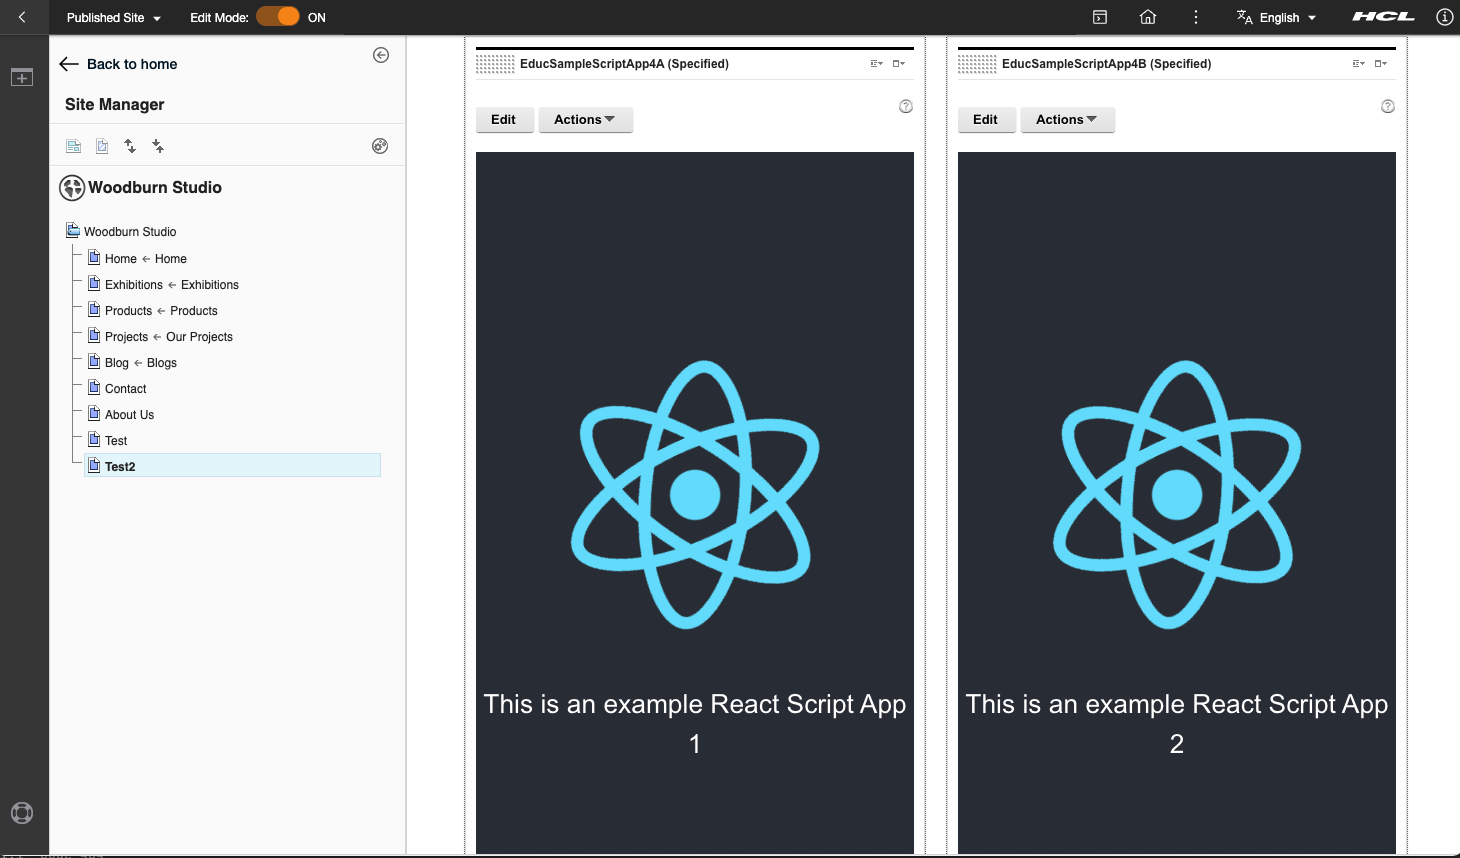 Published Site
Edit Mode:
ON
English
HCL
Back to home
Site Manager
Woodburn Studio
Woodburn Studio
Home ← Home
Exhibitions ← Exhibitions
Products ← Products
Projects ← Our Projects
Blog ← Blogs
Contact
About Us
Test
Test2
EducSampleScriptApp4A (Specified)
Edit
Actions
This is an example React Script App
1
EducSampleScriptApp4B (Specified)
Edit
Actions
This is an example React Script App
2